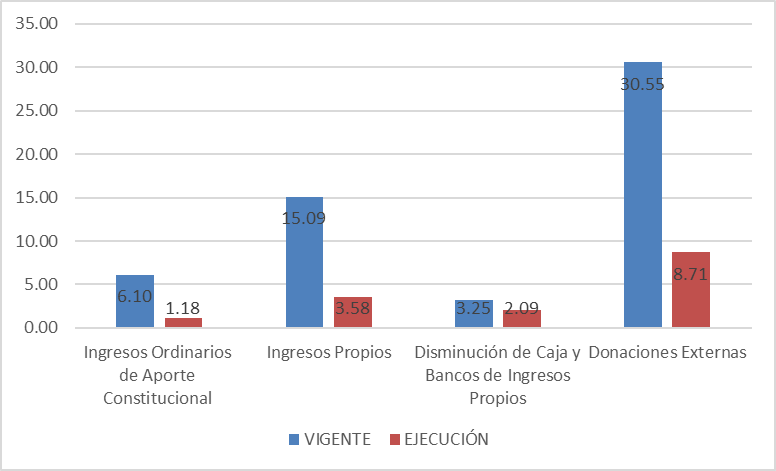 35.00
30.00
25.00
20.00
15.00
10.00
5.00
0.00
30.55
15.09
8.71
6.10
1.18
3.58
3.25
2.09
Ingresos Ordinarios
de Aporte
Constitucional
Ingresos Propios
Disminución de Caja y
Bancos de Ingresos
Propios
Donaciones Externas
VIGENTE
EJECUCIÓN